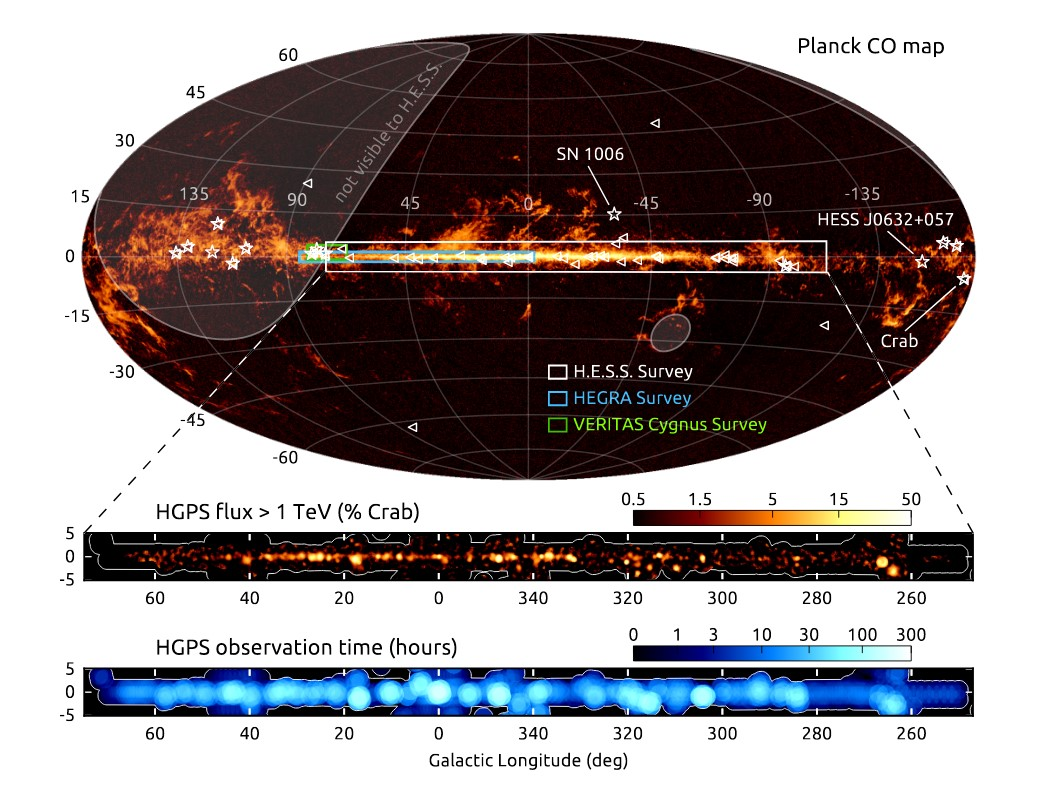 Planck CO map
60
45
30
15
0
-15
-30
-45
-60
not visible to H.E.S.S.
135
90
45
0
-45
-90
-135
SN 1006
HESS J0632+057
Crab
H.E.S.S. Survey
HEGRA Survey
VERITAS Cygnus Survey
HGPS flux > 1 TeV (% Crab)
0.5 1.5 5 15 50
5
0
-5
60 40 20 0 340 320 300 280 260
HGPS observation time (hours)
0 1 3 10 30 100 300
5
0
-5
60 40 20 0 340 320 300 280 260
Galactic Longitude (deg)